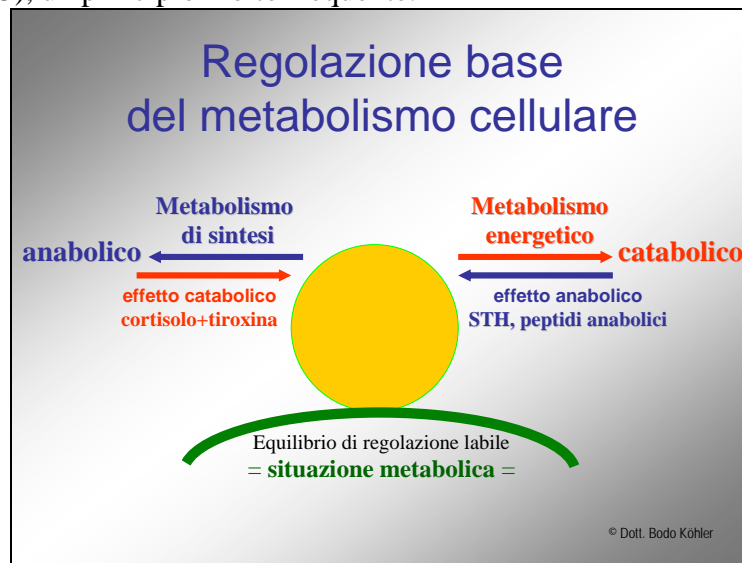 Regolazione base
del metabolismo cellulare
Metabolismo
di sintesi
anabolico
effetto catabolico
cortisolo+tiroxina
Metabolismo
energetico
catabolico
effetto anabolico
STH, peptidi anabolici
Equilibrio di regolazione labile
= situazione metabolica =
© Dott. Bodo Köhler